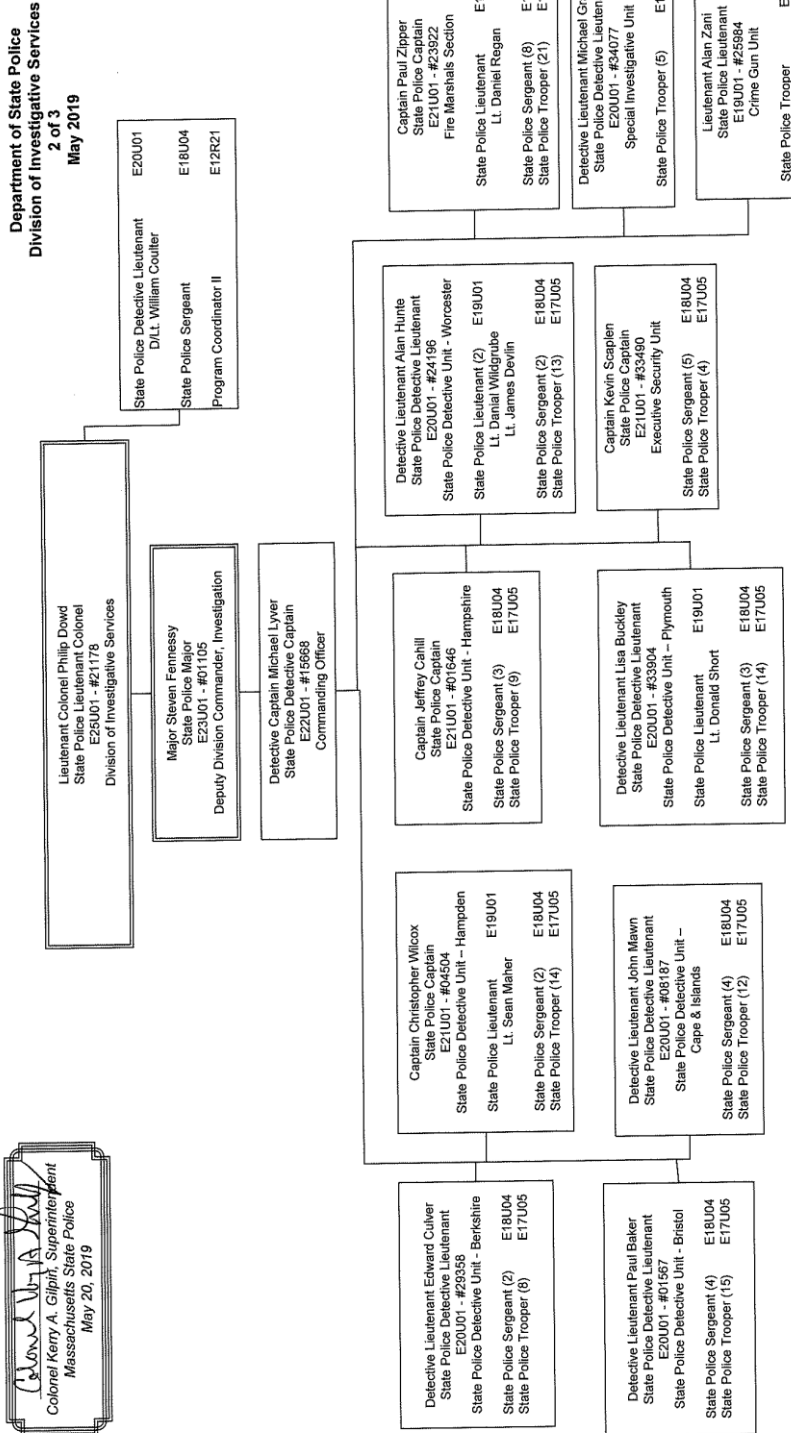 Colonel
Colonel Kerry A. Gilpin, Superintendent
Massachusetts State Police
May 20, 2019
Department of State Police
Division of Investigative Services
2 of 3
May 2019
Lieutenant Colonel Philip Dowd
State Police Lieutenant Colonel
E25U01 - #21178
Division of Investigative Services
State Police Detective Lieutenant E20U01
D/Lt. William Coulter
State Police Sergeant E18U04
Program Coordinator II E12R21
Major Steven Fennessy
State Police Major
E23U01 - #01105
Deputy Division Commander, Investigation
Detective Captain Michael Lyver
State Police Detective Captain
E22U01 - #15668
Commanding Officer
Detective Lieutenant Edward Culver
State Police Detective Lieutenant
E20U01 - #29358
State Police Detective Unit - Berkshire
State Police Sergeant (2) E18U04
State Police Trooper (8) E17U05
Captain Christopher Wilcox
State Police Captain
E21U01 - #04504
State Police Detective Unit – Hampden
State Police Lieutenant E19U01
Lt. Sean Maher
State Police Sergeant (2) E18U04
State Police Trooper (14) E17U05
Captain Jeffrey Cahill
State Police Captain
E21U01 - #01646
State Police Detective Unit - Hampshire
State Police Sergeant (3) E18U04
State Police Trooper (9) E17U05
Detective Lieutenant Alan Hunte
State Police Detective Lieutenant
E20U01 - #24196
State Police Detective Unit - Worcester
State Police Lieutenant (2) E19U01
Lt. Danial Wildgrube
Lt. James Devlin
State Police Sergeant (2) E18U04
State Police Trooper (13) E17U05
Captain Paul Zipper
State Police Captain
E21U01 - #23922
Fire Marshals Section
State Police Lieutenant E1
Lt. Daniel Regan
State Police Sergeant (8) E
State Police Trooper (21) E
Detective Lieutenant Paul Baker
State Police Detective Lieutenant
E20U01 - #01567
State Police Detective Unit - Bristol
State Police Sergeant (4) E18U04
State Police Trooper (15) E17U05
Detective Lieutenant John Mawn
State Police Detective Lieutenant
E20U01 - #08187
State Police Detective Unit –
Cape & Islands
State Police Sergeant (4) E18U04
State Police Trooper (12) E17U05
Detective Lieutenant Lisa Buckley
State Police Detective Lieutenant
E20U01 - #33904
State Police Detective Unit – Plymouth
State Police Lieutenant E19U01
Lt. Donald Short
State Police Sergeant (3) E18U04
State Police Trooper (14) E17U05
Captain Kevin Scaplen
State Police Captain
E21U01 - #33490
Executive Security Unit
State Police Sergeant (5) E18U04
State Police Trooper (4) E17U05
Detective Lieutenant Michael Gr
State Police Detective Lieuten
E20U01 - #34077
Special Investigative Unit
State Police Trooper (5) E1
Lieutenant Alan Zani
State Police Lieutenant
E19U01 - #25984
Crime Gun Unit
State Police Trooper E